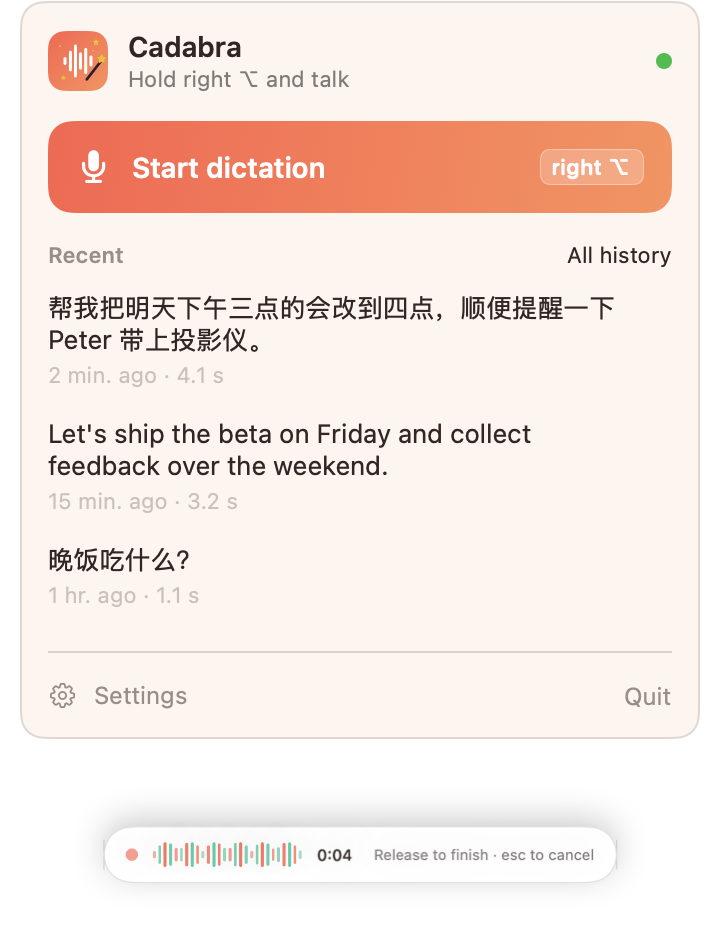 Cadabra
Hold right ⌥ and talk
Start dictation
right ⌥
Recent
All history
帮我把明天下午三点的会改到四点，顺便提醒一下
Peter 带上投影仪。
2 min. ago · 4.1 s
Let's ship the beta on Friday and collect
feedback over the weekend.
15 min. ago · 3.2 s
晚饭吃什么?
1 hr. ago · 1.1 s
Settings
Quit
0:04
Release to finish · esc to cancel